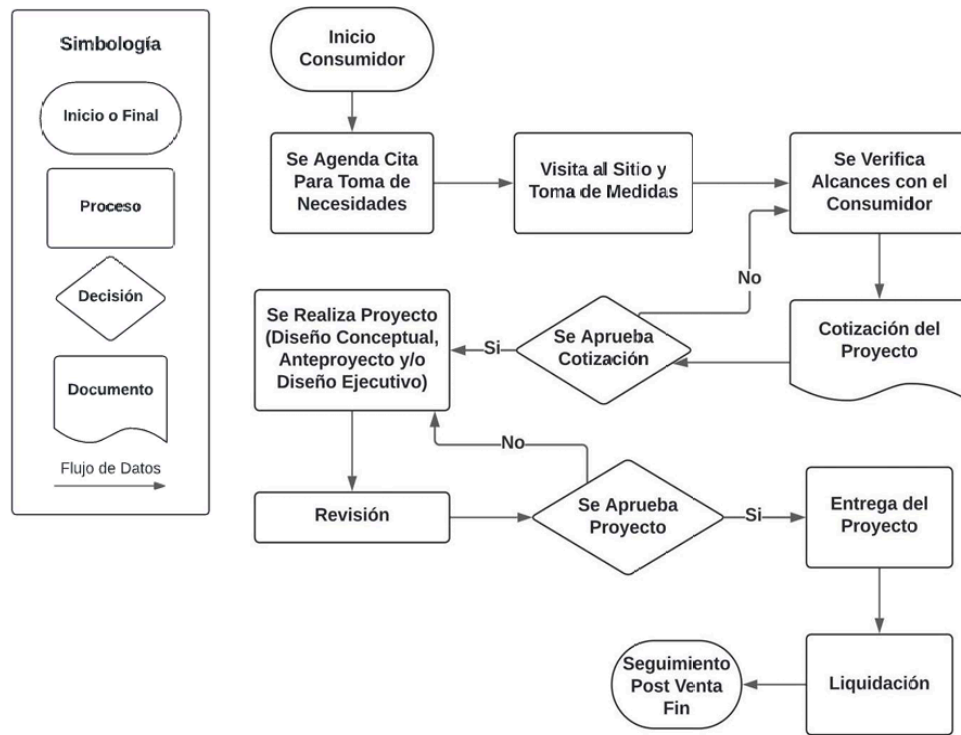 Simbología
Inicio o Final
Proceso
Decisión
Documento
Flujo de Datos
Inicio
Consumidor
Se Agenda Cita
Para Toma de
Necesidades
Visita al Sitio y
Toma de Medidas
Se Verifica
Alcances con el
Consumidor
No
Cotización del
Proyecto
Se Aprueba
Cotización
Si
Se Realiza Proyecto
(Diseño Conceptual,
Anteproyecto y/o
Diseño Ejecutivo)
No
Revisión
Se Aprueba
Proyecto
Si
Entrega del
Proyecto
Liquidación
Seguimiento
Post Venta
Fin